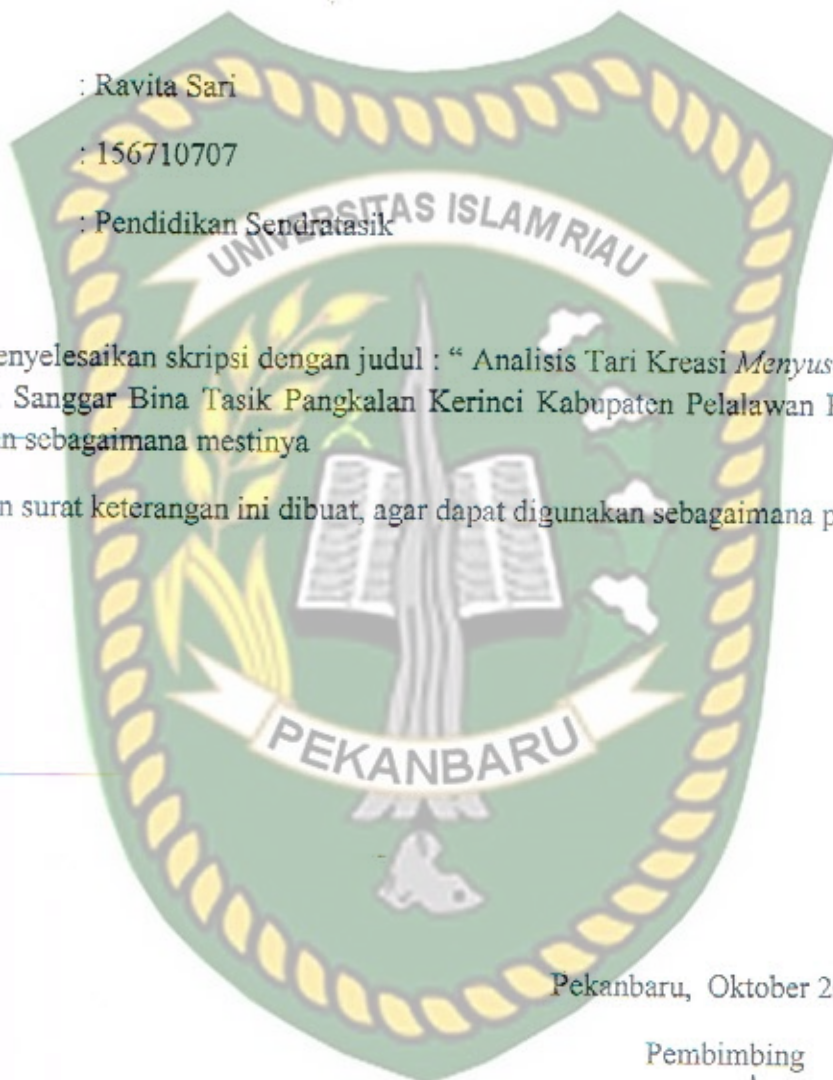 : Ravita Sari
: 156710707
: Pendidikan Sendratasik
UNIVERSITAS ISLAM RIAU
enyelesaikan skripsi dengan judul : “ Analisis Tari Kreasi Menyus
Sanggar Bina Tasik Pangkalan Kerinci Kabupaten Pelalawan
n sebagaimana mestinya
n surat keterangan ini dibuat, agar dapat digunakan sebagaimana p
PEKANBARU
Pekanbaru, Oktober 2
Pembimbing